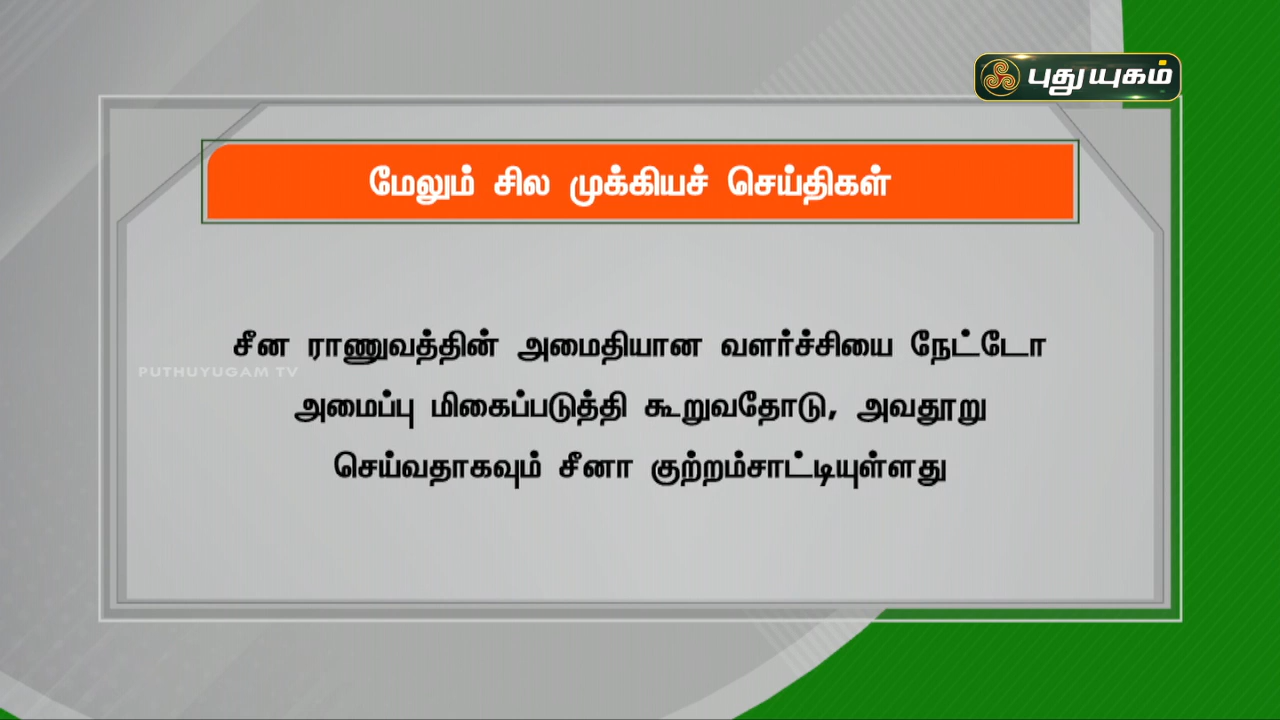 புதுயுகம்
மேலும் சில முக்கியச் செய்திகள்
சீன ராணுவத்தின் அமைதியான வளர்ச்சியை நேட்டோ
PUTHUYUGAM TV
அமைப்பு மிகைப்படுத்தி கூறுவதோடு, அவதூறு
செய்வதாகவும் சீனா குற்றம்சாட்டியுள்ளது